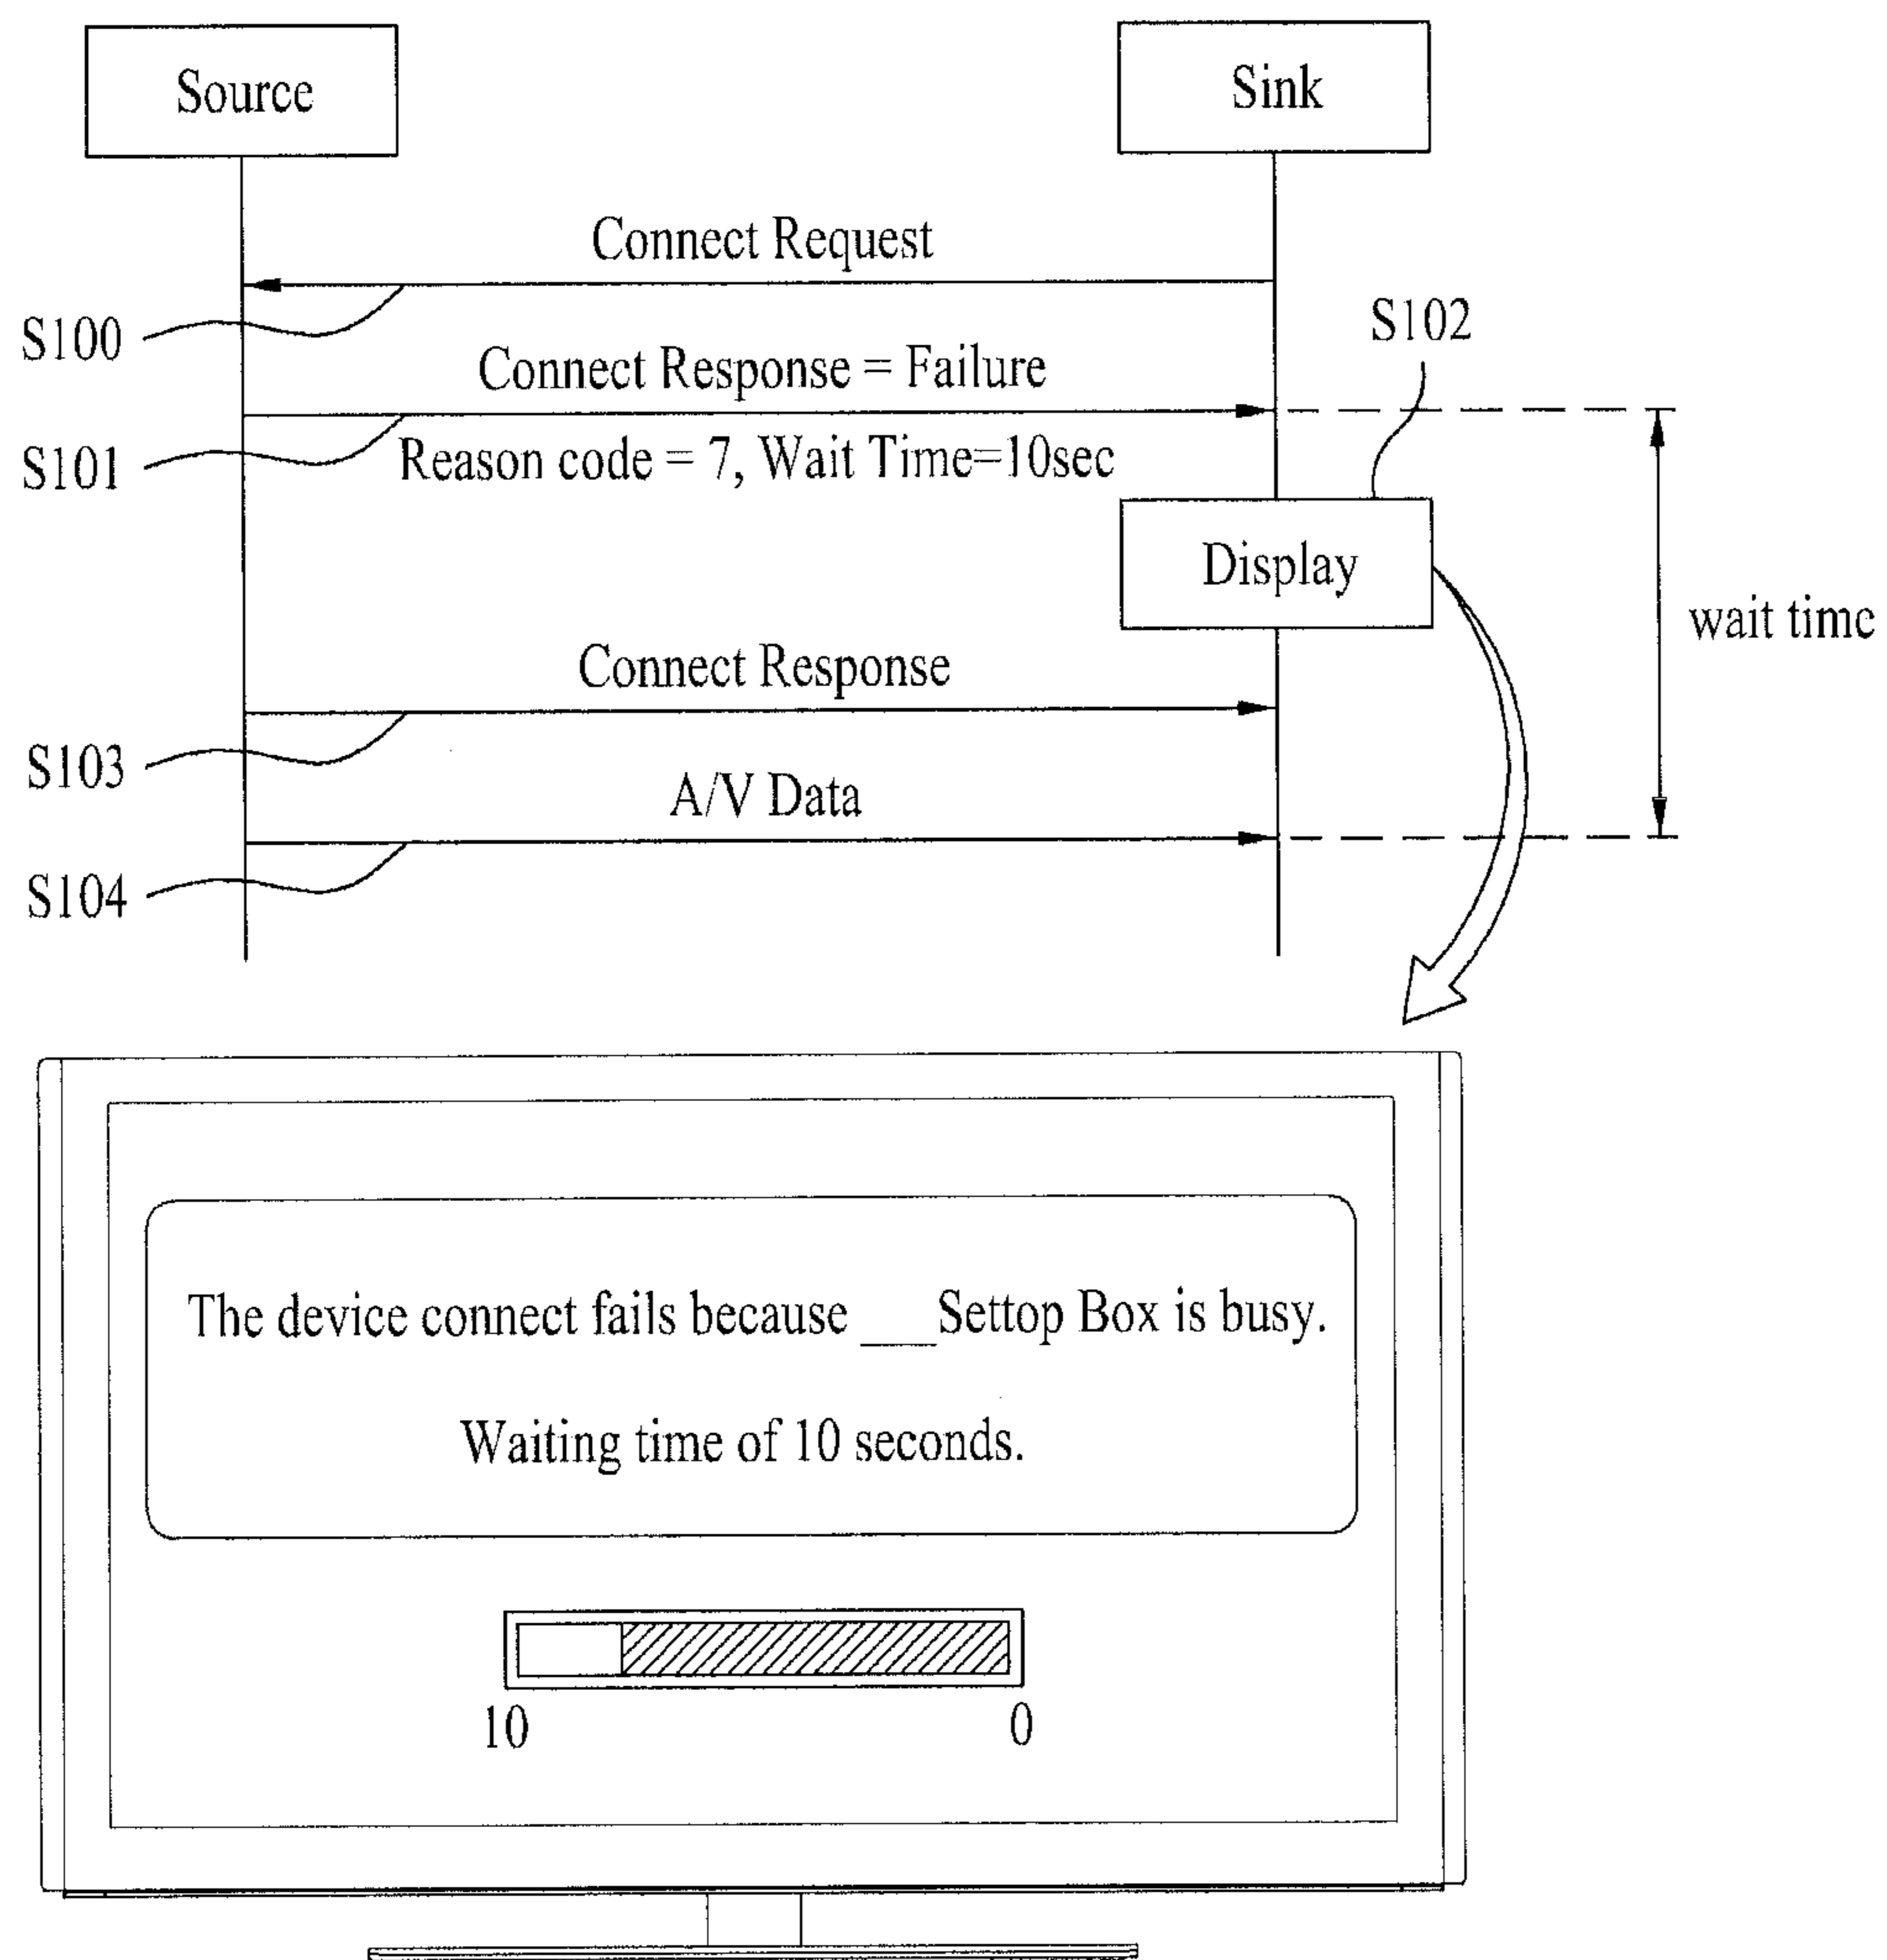 Source
Sink
Connect Request
S100
S102
Connect Response = Failure
S101
Reason code = 7, Wait Time=10sec
Display
wait time
Connect Response
S103
A/V Data
S104
The device connect fails because ___Settop Box is busy.
Waiting time of 10 seconds.
10
0